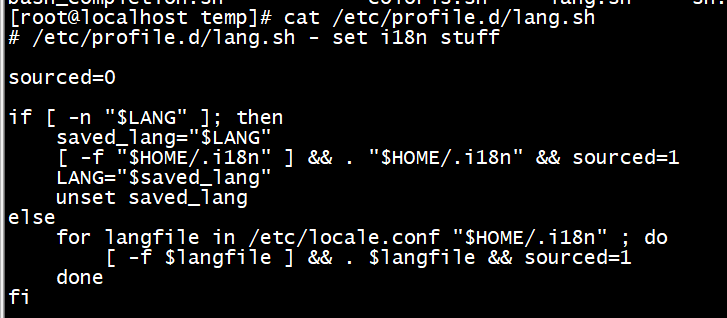 [root@localhost temp]# cat /etc/profile.d/lang.sh
# /etc/profile.d/lang.sh - set i18n stuff
sourced=0
if [ -n "$LANG" ]; then
    saved_lang="$LANG"
    [ -f "$HOME/.i18n" ] && . "$HOME/.i18n" && sourced=1
    LANG="$saved_lang"
    unset saved_lang
else
    for langfile in /etc/locale.conf "$HOME/.i18n" ; do
        [ -f $langfile ] && . $langfile && sourced=1
    done
fi